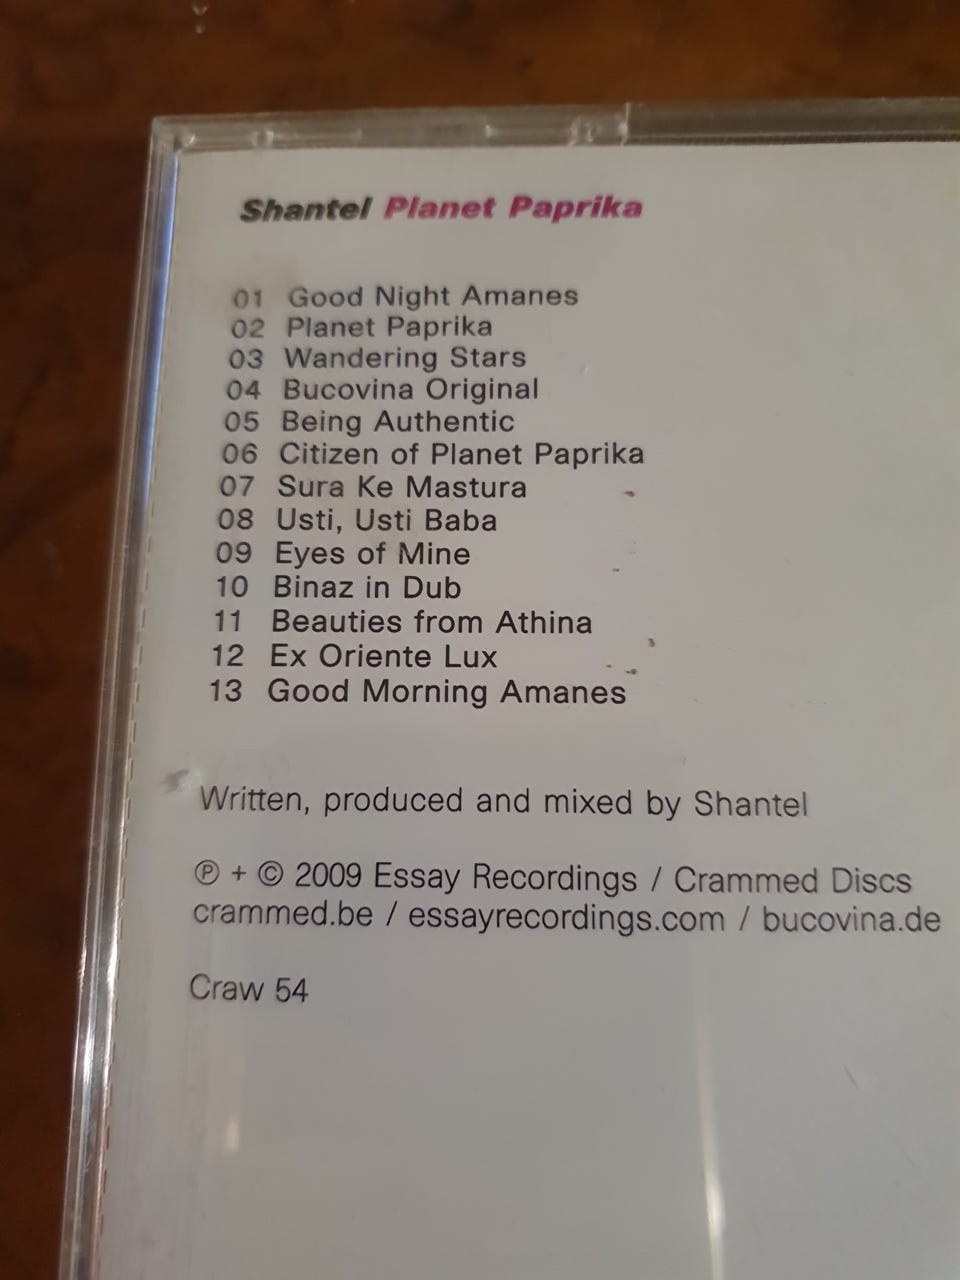 Shantel Planet Paprika
01 Good Night Amanes
02 Planet Paprika
03 Wandering Stars
04 Bucovina Original
05 Being Authentic
06 Citizen of Planet Paprika
07 Sura Ke Mastura
08 Usti, Usti Baba
09 Eyes of Mine
10 Binaz in Dub
11 Beauties from Athina
12 Ex Oriente Lux
13 Good Morning Amanes
Written, produced and mixed by Shantel
℗ + © 2009 Essay Recordings / Crammed Discs
crammed.be / essayrecordings.com / bucovina.de
Craw 54